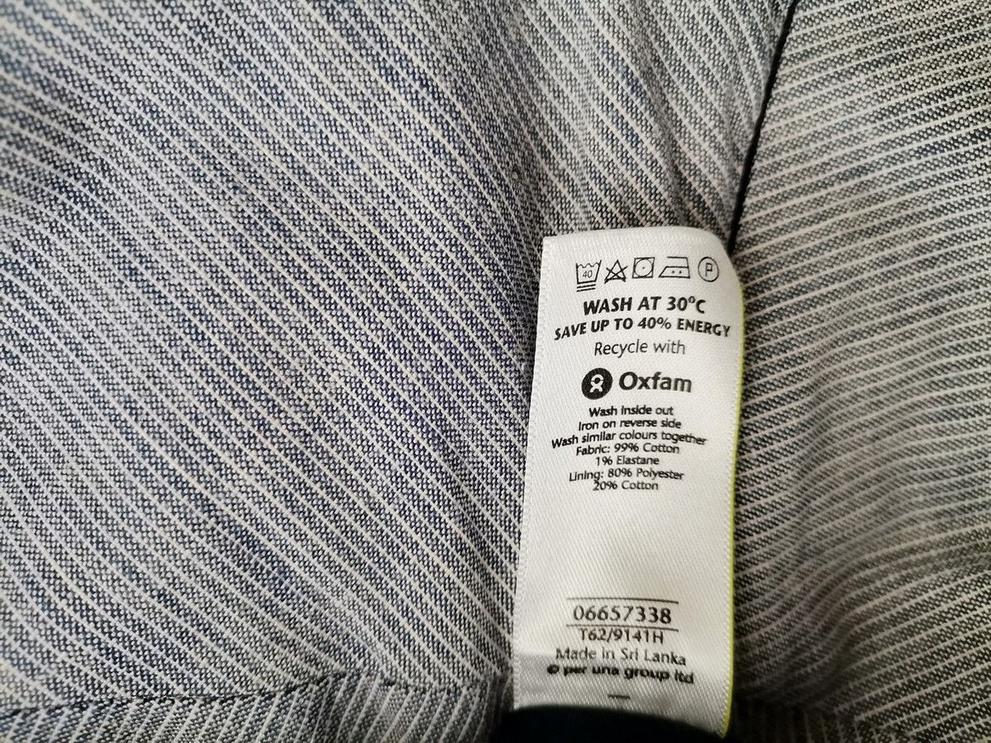 40 P
WASH AT 30°C
SAVE UP TO 40% ENERGY
Recycle with
Oxfam
Wash inside out
Iron on reverse side
Wash similar colours together
Fabric: 99% Cotton
1% Elastane
Lining: 80% Polyester
20% Cotton
06657338
T62/9141H
Made in Sri Lanka
© per una group ltd